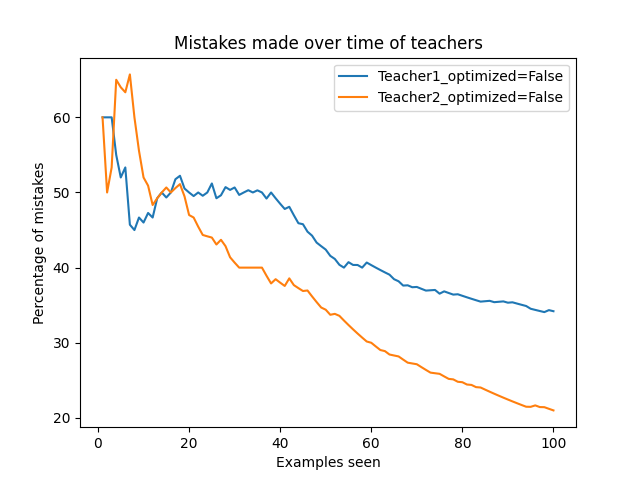 Mistakes made over time of teachers
Teacher1_optimized=False
Teacher2_optimized=False
Percentage of mistakes
60
50
40
30
20
0 20 40 60 80 100
Examples seen